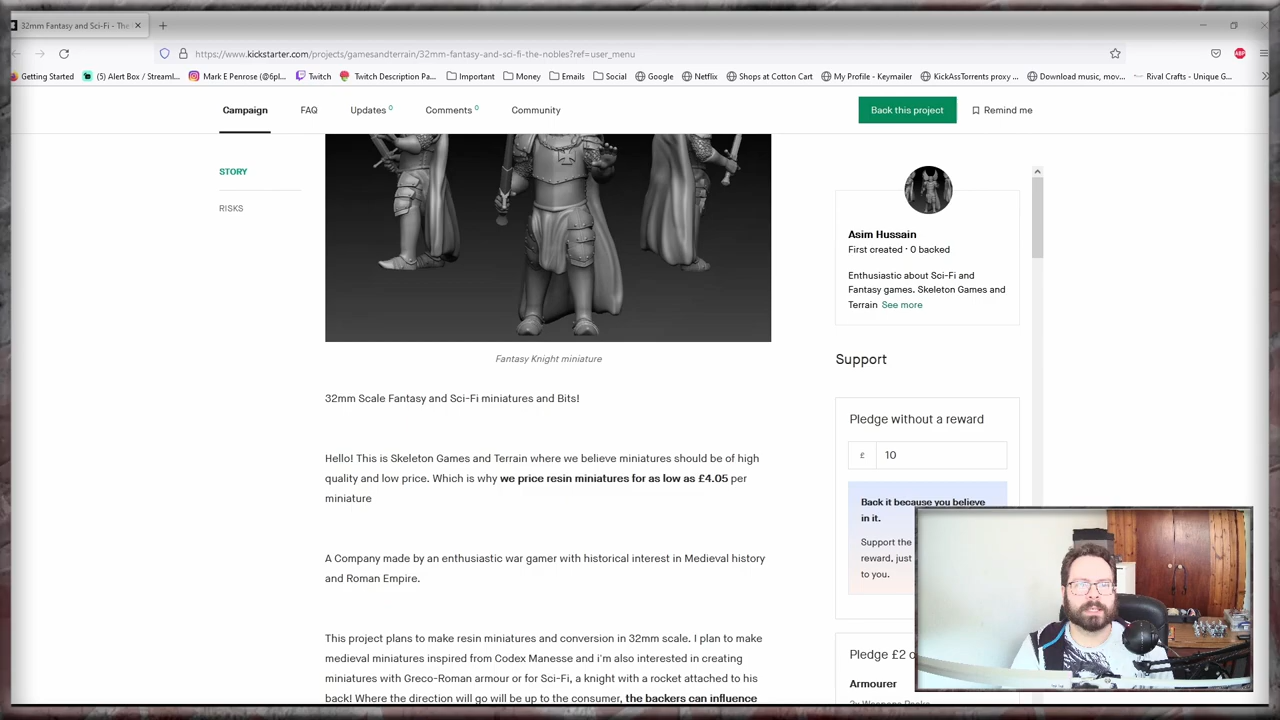 32mm Fantasy and Sci-Fi - The
https://www.kickstarter.com/projects/gamesandterrain/32mm-fantasy-and-sci-fi-the-nobles?ref=user_menu
Getting Started (5) Alert Box / Streaml... Mark E Penrose (@6pl... Twitch Twitch Description Pa... Important Money Emails Social Google Netflix Shops at Cotton Cart My Profile - Keymailer KickAssTorrents proxy ... Download music, mov... Rival Crafts - Unique G...
Campaign FAQ Updates 0 Comments 0 Community Back this project Remind me
STORY
RISKS
Fantasy Knight miniature
32mm Scale Fantasy and Sci-Fi miniatures and Bits!
Hello! This is Skeleton Games and Terrain where we believe miniatures should be of high
quality and low price. Which is why we price resin miniatures for as low as £4.05 per
miniature
A Company made by an enthusiastic war gamer with historical interest in Medieval history
and Roman Empire.
This project plans to make resin miniatures and conversion in 32mm scale. I plan to make
medieval miniatures inspired from Codex Manesse and i'm also interested in creating
miniatures with Greco-Roman armour or for Sci-Fi, a knight with a rocket attached to his
back! Where the direction will go will be up to the consumer, the backers can influence
Asim Hussain
First created · 0 backed
Enthusiastic about Sci-Fi and
Fantasy games. Skeleton Games and
Terrain See more
Support
Pledge without a reward
£ 10
Back it because you believe
in it.
Support the
reward, just
to you.
Pledge £2 o
Armourer